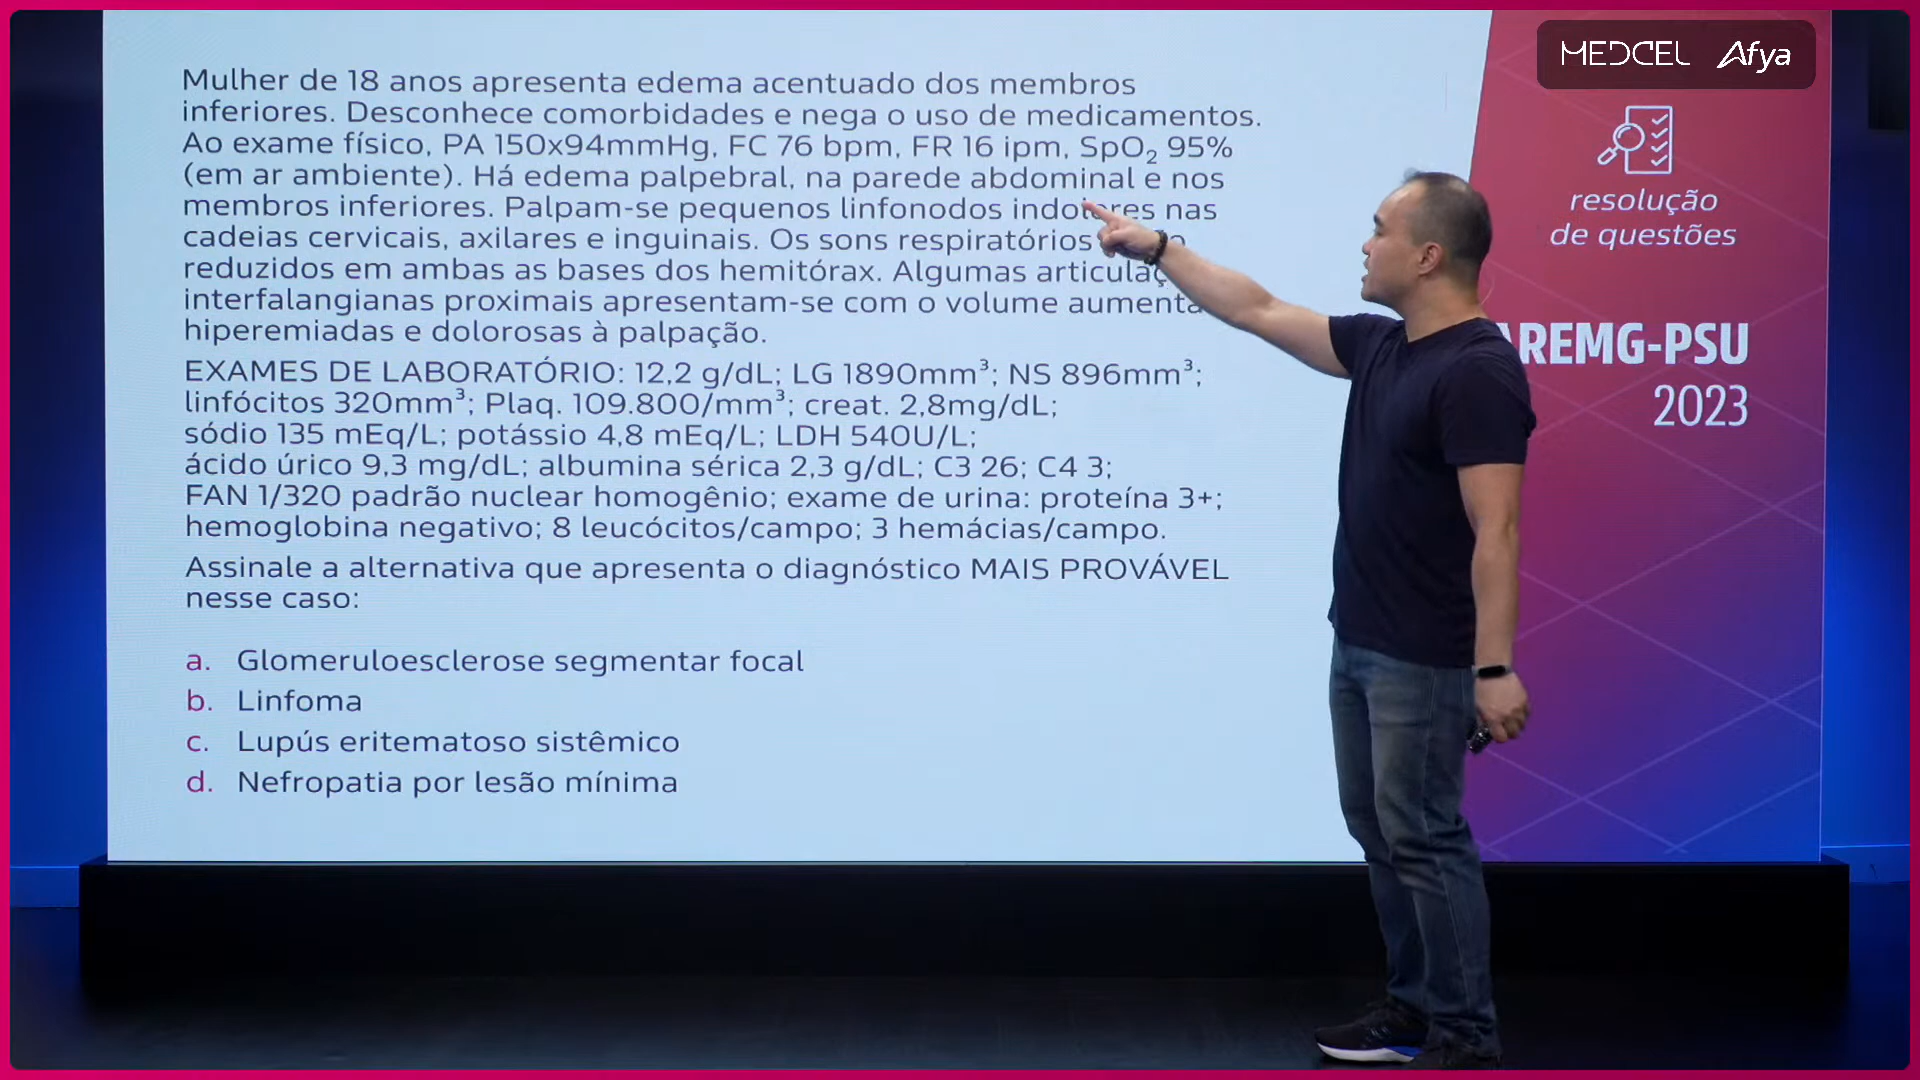 MEDCEL Afya
Mulher de 18 anos apresenta edema acentuado dos membros
inferiores. Desconhece comorbidades e nega o uso de medicamentos.
Ao exame físico, PA 150x94mmHg, FC 76 bpm, FR 16 ipm, SpO₂ 95%
(em ar ambiente). Há edema palpebral, na parede abdominal e nos
membros inferiores. Palpam-se pequenos linfonodos indolores nas
cadeias cervicais, axilares e inguinais. Os sons respiratórios
reduzidos em ambas as bases dos hemitórax. Algumas articulaç
interfalangianas proximais apresentam-se com o volume aumenta
hiperemiadas e dolorosas à palpação.
EXAMES DE LABORATÓRIO: 12,2 g/dL; LG 1890mm³; NS 896mm³;
linfócitos 320mm³; Plaq. 109.800/mm³; creat. 2,8mg/dL;
sódio 135 mEq/L; potássio 4,8 mEq/L; LDH 540U/L;
ácido úrico 9,3 mg/dL; albumina sérica 2,3 g/dL; C3 26; C4 3;
FAN 1/320 padrão nuclear homogênio; exame de urina: proteína 3+;
hemoglobina negativo; 8 leucócitos/campo; 3 hemácias/campo.
Assinale a alternativa que apresenta o diagnóstico MAIS PROVÁVEL
nesse caso:
a. Glomeruloesclerose segmentar focal
b. Linfoma
c. Lupús eritematoso sistêmico
d. Nefropatia por lesão mínima
resolução
de questões
AREMG-PSU
2023